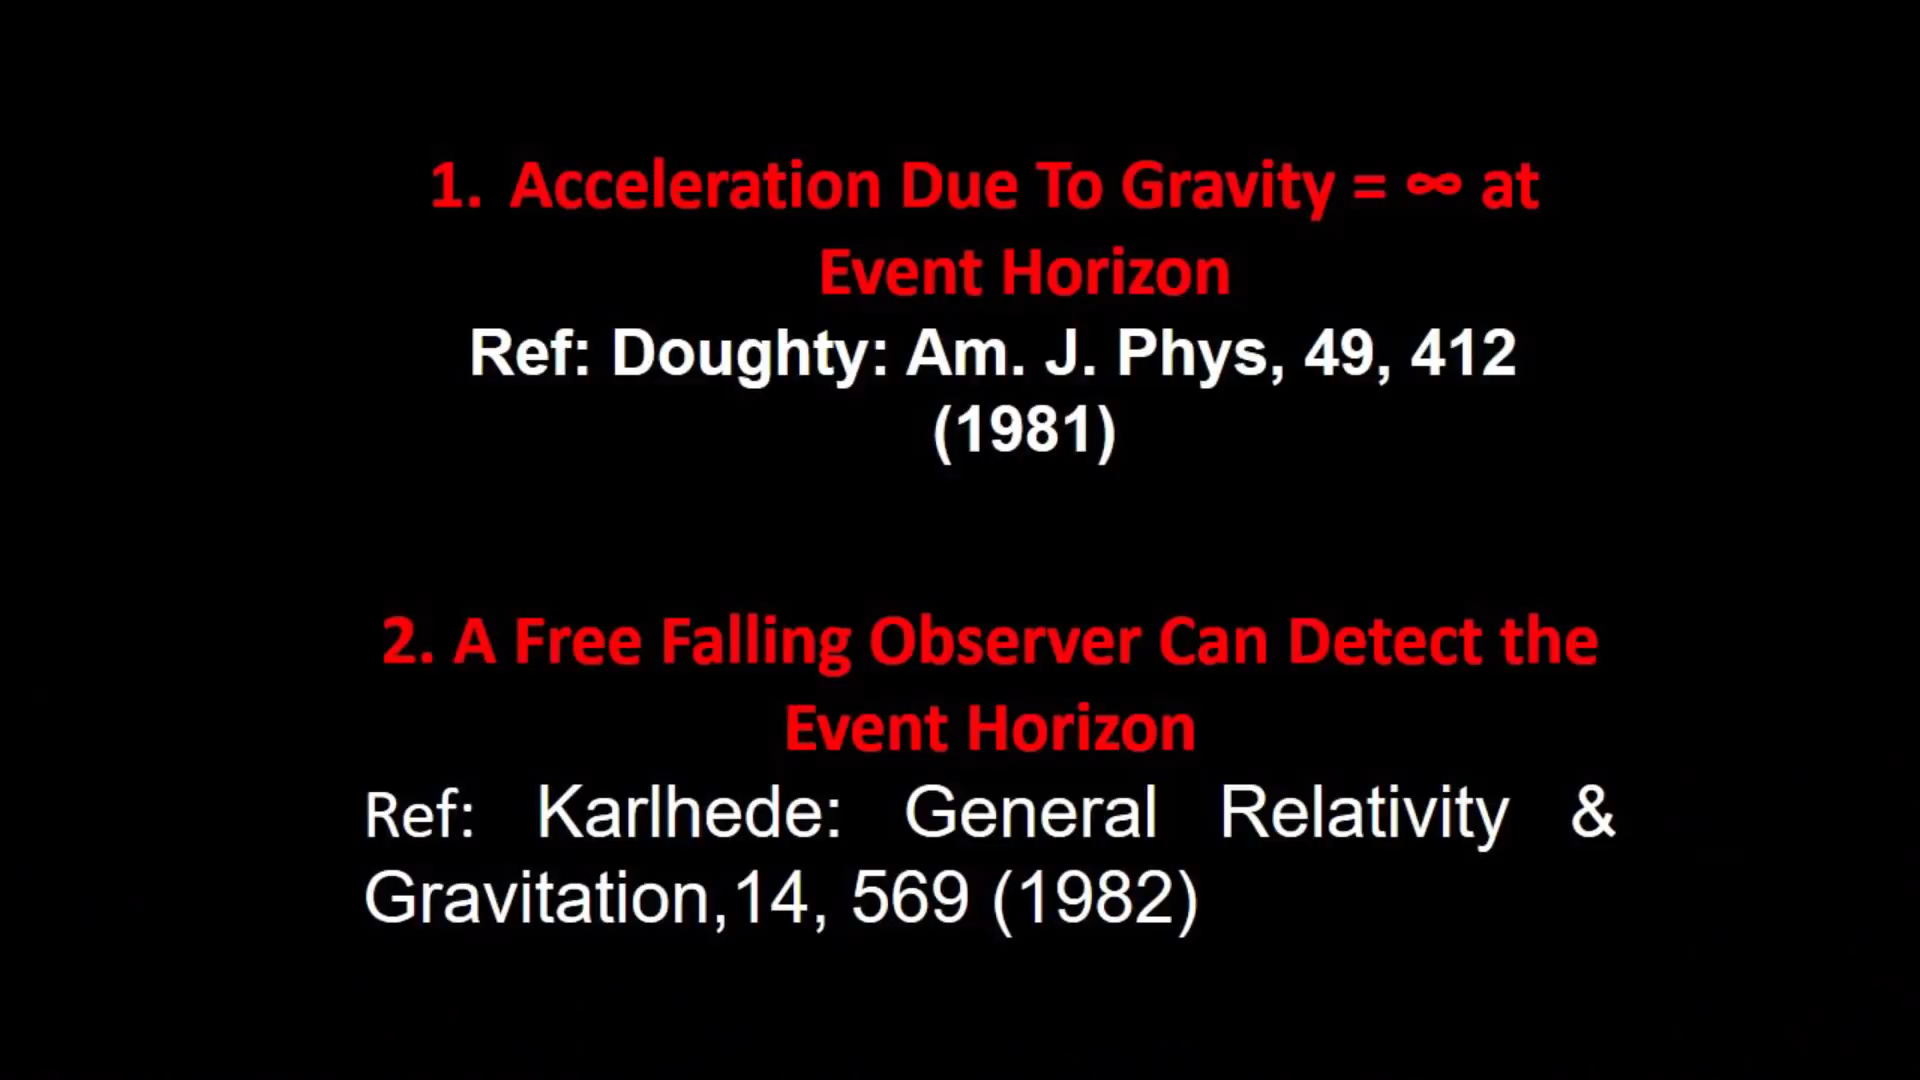 1. Acceleration Due To Gravity = ∞ at
Event Horizon
Ref: Doughty: Am. J. Phys, 49, 412
(1981)
2. A Free Falling Observer Can Detect the
Event Horizon
Ref: Karlhede: General Relativity &
Gravitation,14, 569 (1982)